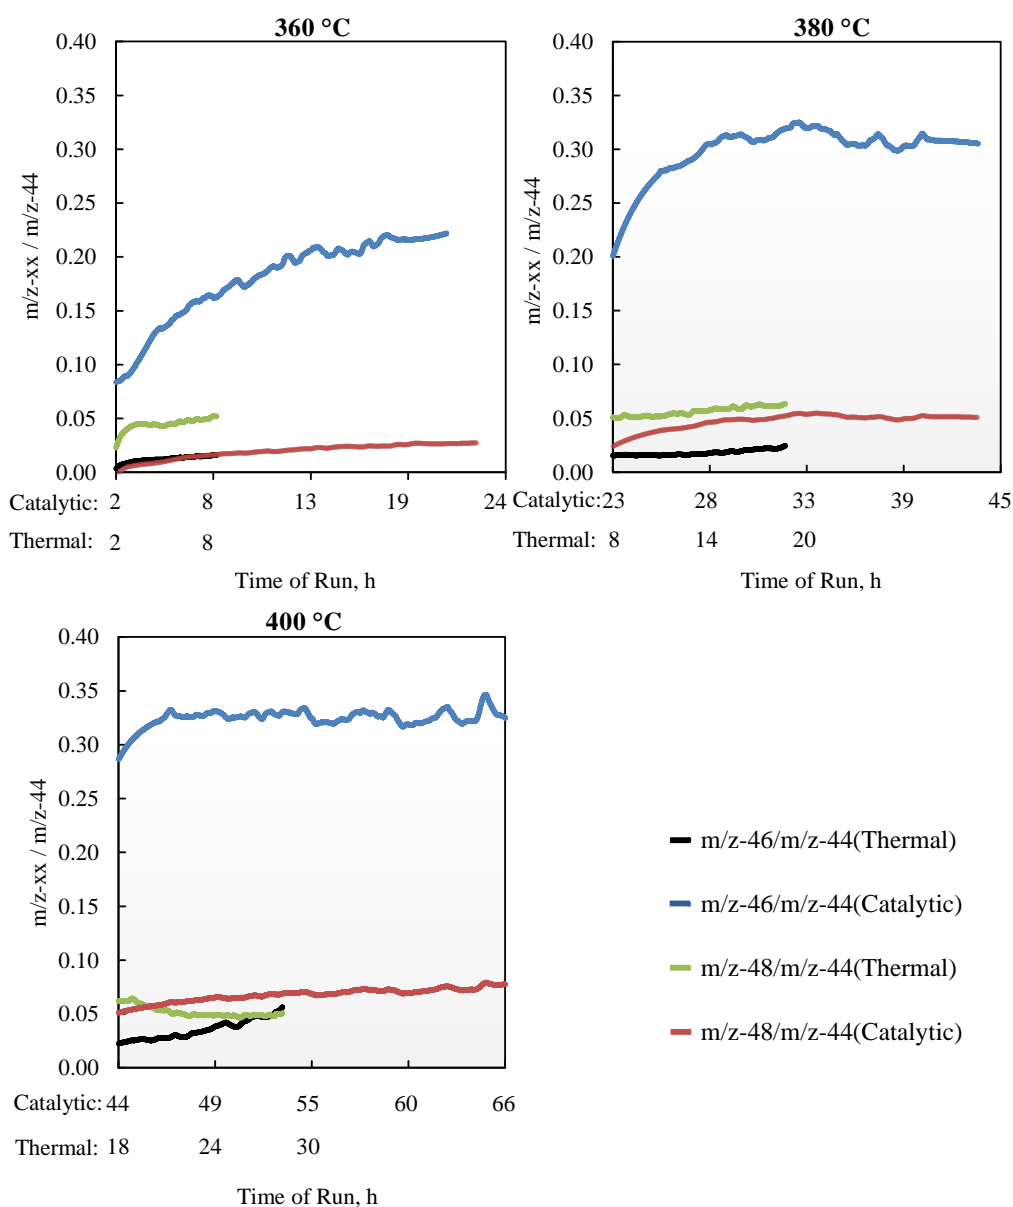 360 °C
0.40
0.35
0.30
0.25
0.20
0.15
0.10
0.05
0.00
m/z-xx / m/z-44
Catalytic: 2 8 13 19 24
Thermal: 2 8
Time of Run, h
380 °C
0.40
0.35
0.30
0.25
0.20
0.15
0.10
0.05
0.00
m/z-xx / m/z-44
Catalytic: 23 28 33 39 45
Thermal: 8 14 20
Time of Run, h
400 °C
0.40
0.35
0.30
0.25
0.20
0.15
0.10
0.05
0.00
m/z-xx / m/z-44
Catalytic: 44 49 55 60 66
Thermal: 18 24 30
Time of Run, h
m/z-46/m/z-44(Thermal)
m/z-46/m/z-44(Catalytic)
m/z-48/m/z-44(Thermal)
m/z-48/m/z-44(Catalytic)